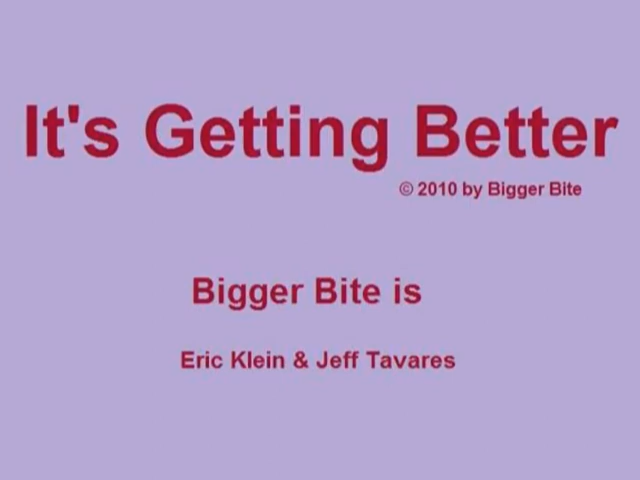 It's Getting Better
© 2010 by Bigger Bite
Bigger Bite is
Eric Klein & Jeff Tavares